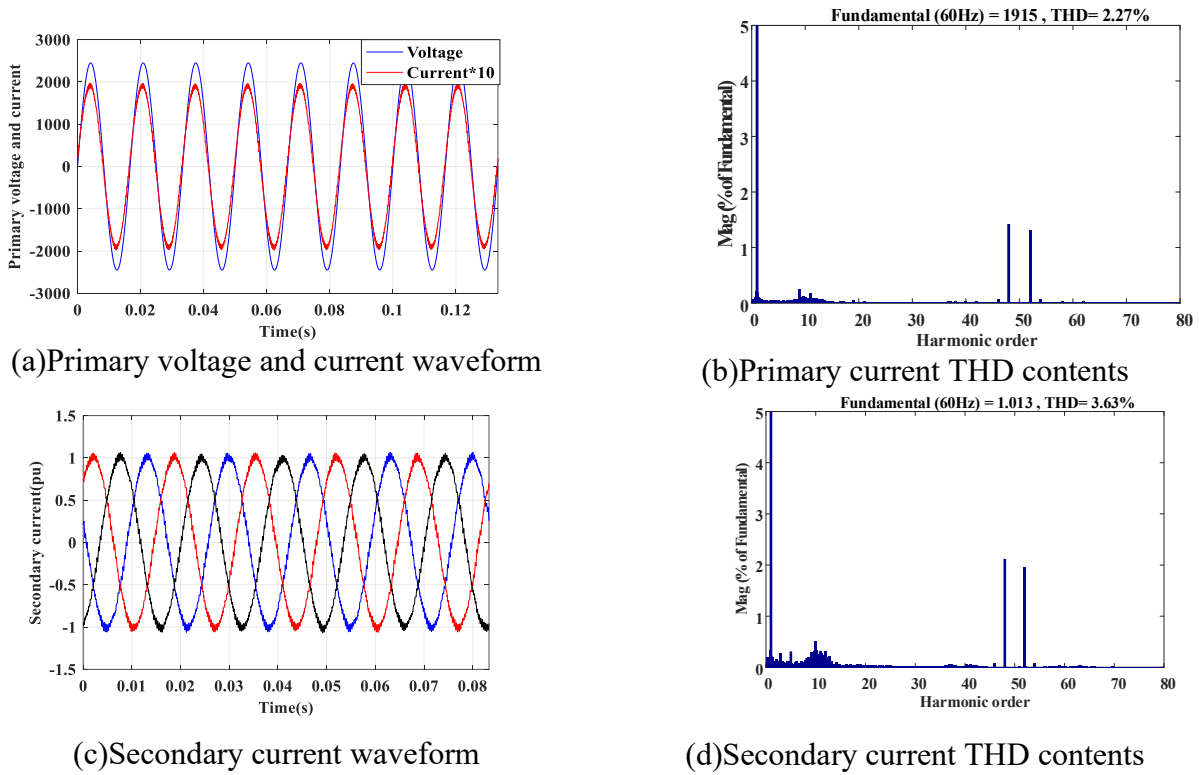 3000
2000
1000
0
-1000
-2000
-3000
Primary voltage and current
Voltage
Current*10
0 0.02 0.04 0.06 0.08 0.1 0.12
Time(s)
(a)Primary voltage and current waveform
Fundamental (60Hz) = 1915 , THD= 2.27%
5
4
3
2
1
0
Mag (% of Fundamental)
0 10 20 30 40 50 60 70 80
Harmonic order
(b)Primary current THD contents
1.5
1
0.5
0
-0.5
-1
-1.5
Secondary current(pu)
0 0.01 0.02 0.03 0.04 0.05 0.06 0.07 0.08
Time(s)
(c)Secondary current waveform
Fundamental (60Hz) = 1.013 , THD= 3.63%
5
4
3
2
1
0
Mag (% of Fundamental)
0 10 20 30 40 50 60 70 80
Harmonic order
(d)Secondary current THD contents